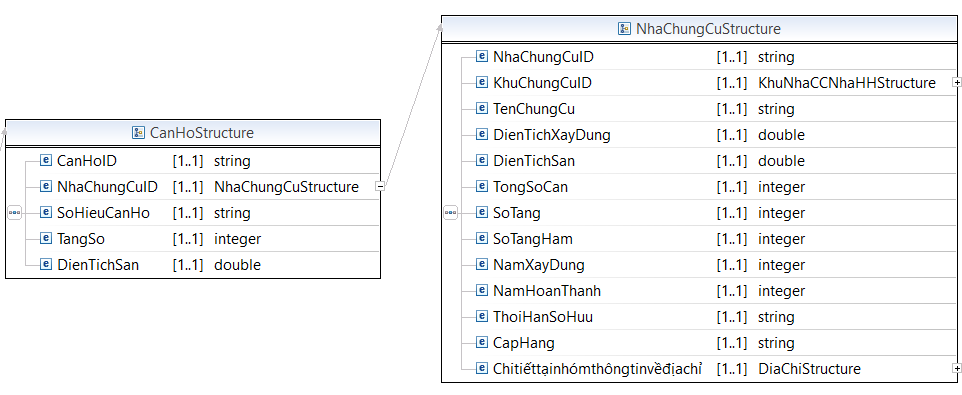 CanHoStructure
CanHoID [1..1] string
NhaChungCuID [1..1] NhaChungCuStructure
SoHieuCanHo [1..1] string
TangSo [1..1] integer
DienTichSan [1..1] double
NhaChungCuStructure
NhaChungCuID [1..1] string
KhuChungCuID [1..1] KhuNhaCCNhaHHStructure
TenChungCu [1..1] string
DienTichXayDung [1..1] double
DienTichSan [1..1] double
TongSoCan [1..1] integer
SoTang [1..1] integer
SoTangHam [1..1] integer
NamXayDung [1..1] integer
NamHoanThanh [1..1] integer
ThoiHanSoHuu [1..1] string
CapHang [1..1] string
Chitiếttạinhómthôngtinvềđịachỉ [1..1] DiaChiStructure